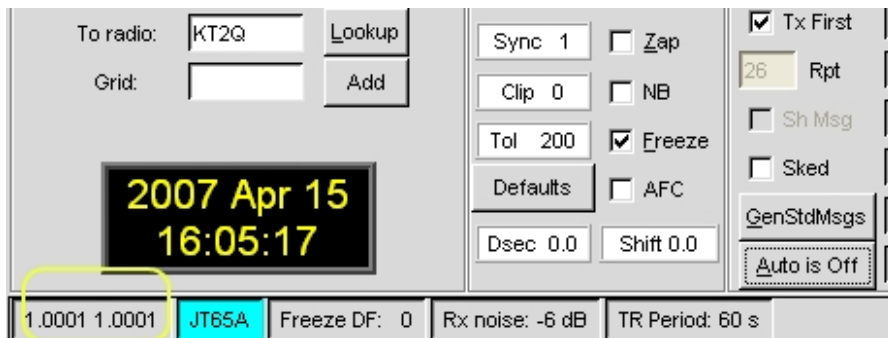 To radio: KT2Q Lookup
Grid: Add
2007 Apr 15
16:05:17
Sync 1 Zap
Clip 0 NB
Tol 200 Freeze
Defaults AFC
Dsec 0.0 Shift 0.0
Tx First
26 Rpt
Sh Msg
Sked
GenStdMsgs
Auto is Off
1.0001 1.0001 JT65A Freeze DF: 0 Rx noise: -6 dB TR Period: 60 s